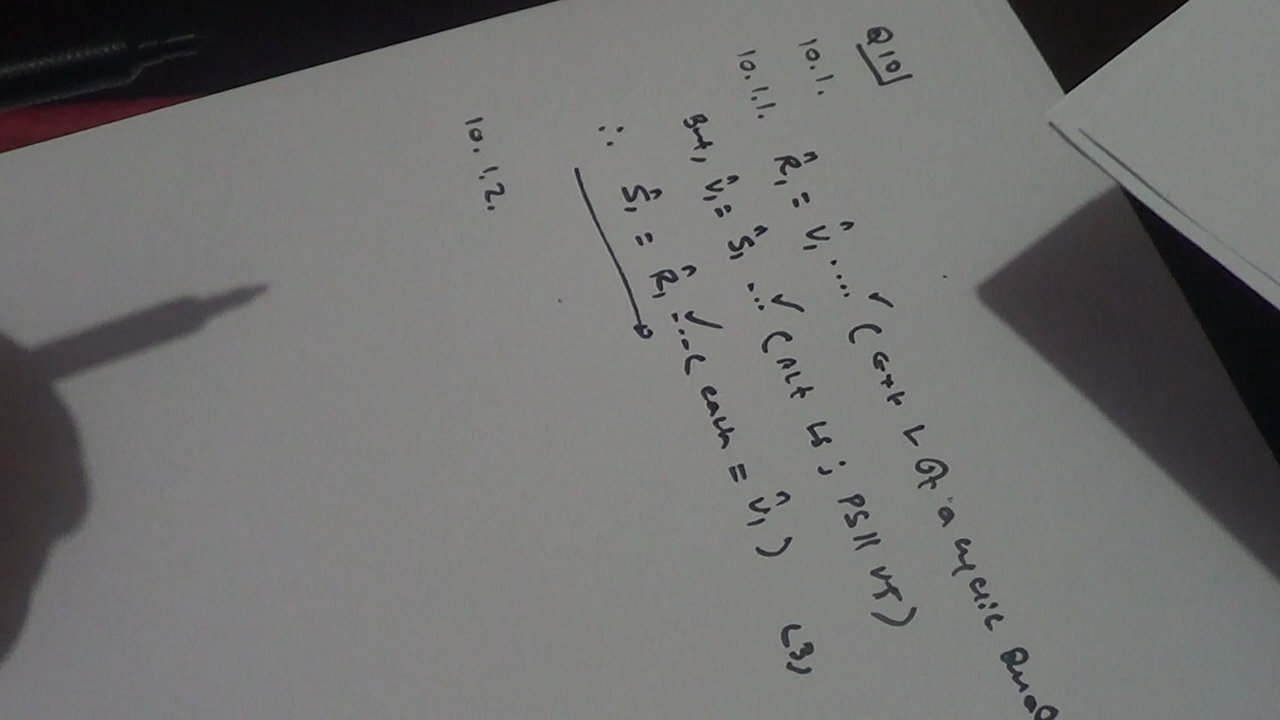 Q10
10.1.
10.1.1. R̂₁ = V̂₁ .... ✓ (ext ∠ of a cyclic quad
But, V̂₁ = Ŝ₁ ... ✓ (Alt ∠s; PS || VT)
∴ Ŝ₁ = R̂₁ ✓ ... (each = V̂₁) (3)
10.1.2.